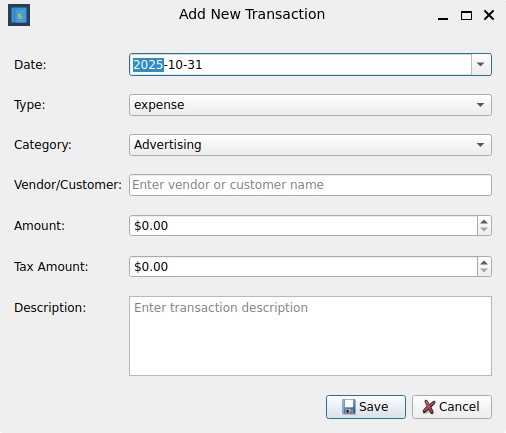 Add New Transaction
Date: 2025-10-31
Type: expense
Category: Advertising
Vendor/Customer: Enter vendor or customer name
Amount: $0.00
Tax Amount: $0.00
Description: Enter transaction description
Save Cancel